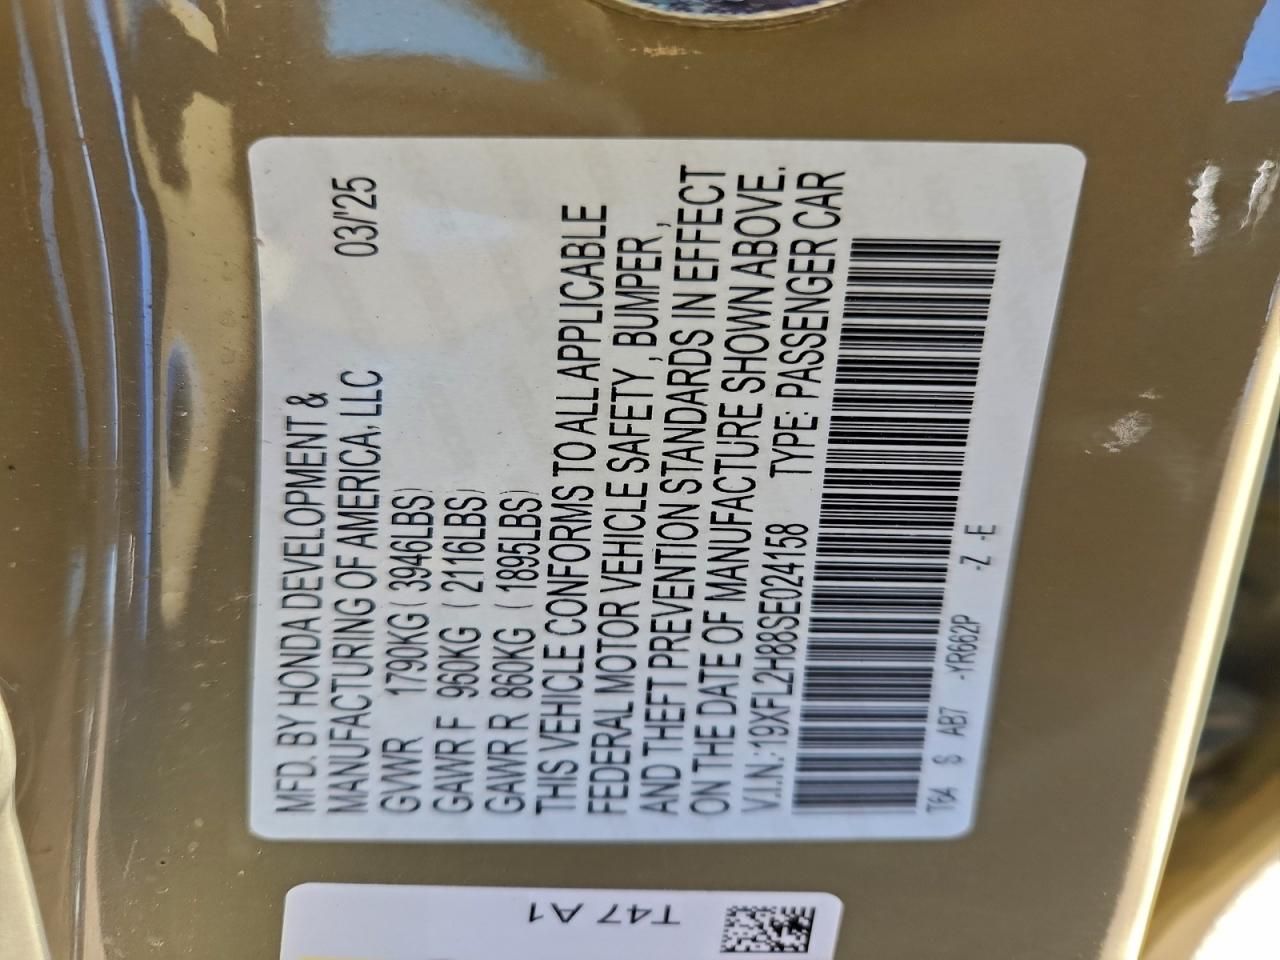 MFD. BY HONDA DEVELOPMENT &
MANUFACTURING OF AMERICA, LLC 03/'25
GVWR 1790KG ( 3946LBS)
GAWR F 960KG ( 2116LBS)
GAWR R 860KG ( 1895LBS)
THIS VEHICLE CONFORMS TO ALL APPLICABLE
FEDERAL MOTOR VEHICLE SAFETY , BUMPER ,
AND THEFT PREVENTION STANDARDS IN EFFECT
ON THE DATE OF MANUFACTURE SHOWN ABOVE.
V.I.N.:19XFL2H88SE024158 TYPE: PASSENGER CAR
T64 S AB7 -YR662P -Z -E
T47 A1